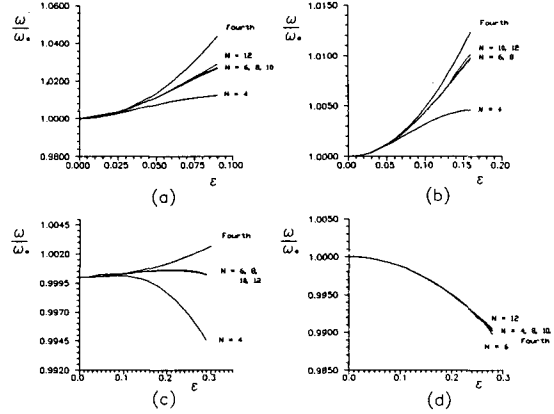 ω/ω₀
1.0600
1.0400
1.0200
1.0000
0.9800
0.000 0.025 0.050 0.075 0.100
ε
Fourth
N = 12
N = 6, 8, 10
N = 4
(a)
ω/ω₀
1.0150
1.0100
1.0050
1.0000
0.00 0.05 0.10 0.15 0.20
ε
Fourth
N = 10, 12
N = 6, 8
N = 4
(b)
ω/ω₀
1.0045
1.0020
0.9995
0.9970
0.9945
0.9920
0.0 0.1 0.2 0.3
ε
Fourth
N = 6, 8,
10, 12
N = 4
(c)
ω/ω₀
1.0050
1.0000
0.9950
0.9900
0.9850
0.0 0.1 0.2 0.3
ε
N = 12
N = 4, 8, 10,
Fourth
N = 6
(d)